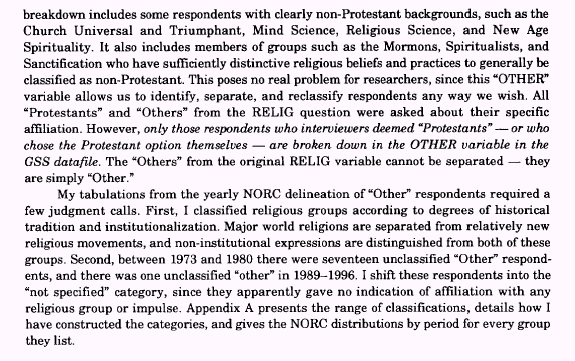 breakdown includes some respondents with clearly non-Protestant backgrounds, such as the
Church Universal and Triumphant, Mind Science, Religious Science, and New Age
Spirituality. It also includes members of groups such as the Mormons, Spiritualists, and
Sanctification who have sufficiently distinctive religious beliefs and practices to generally be
classified as non-Protestant. This poses no real problem for researchers, since this “OTHER”
variable allows us to identify, separate, and reclassify respondents any way we wish. All
“Protestants” and “Others” from the RELIG question were asked about their specific
affiliation. However, only those respondents who interviewers deemed “Protestants” — or who
chose the Protestant option themselves — are broken down in the OTHER variable in the
GSS datafile. The “Others” from the original RELIG variable cannot be separated — they
are simply “Other.”
My tabulations from the yearly NORC delineation of “Other” respondents required a
few judgment calls. First, I classified religious groups according to degrees of historical
tradition and institutionalization. Major world religions are separated from relatively new
religious movements, and non-institutional expressions are distinguished from both of these
groups. Second, between 1973 and 1980 there were seventeen unclassified “Other” respond-
ents, and there was one unclassified “other” in 1989–1996. I shift these respondents into the
“not specified” category, since they apparently gave no indication of affiliation with any
religious group or impulse. Appendix A presents the range of classifications, details how I
have constructed the categories, and gives the NORC distributions by period for every group
they list.